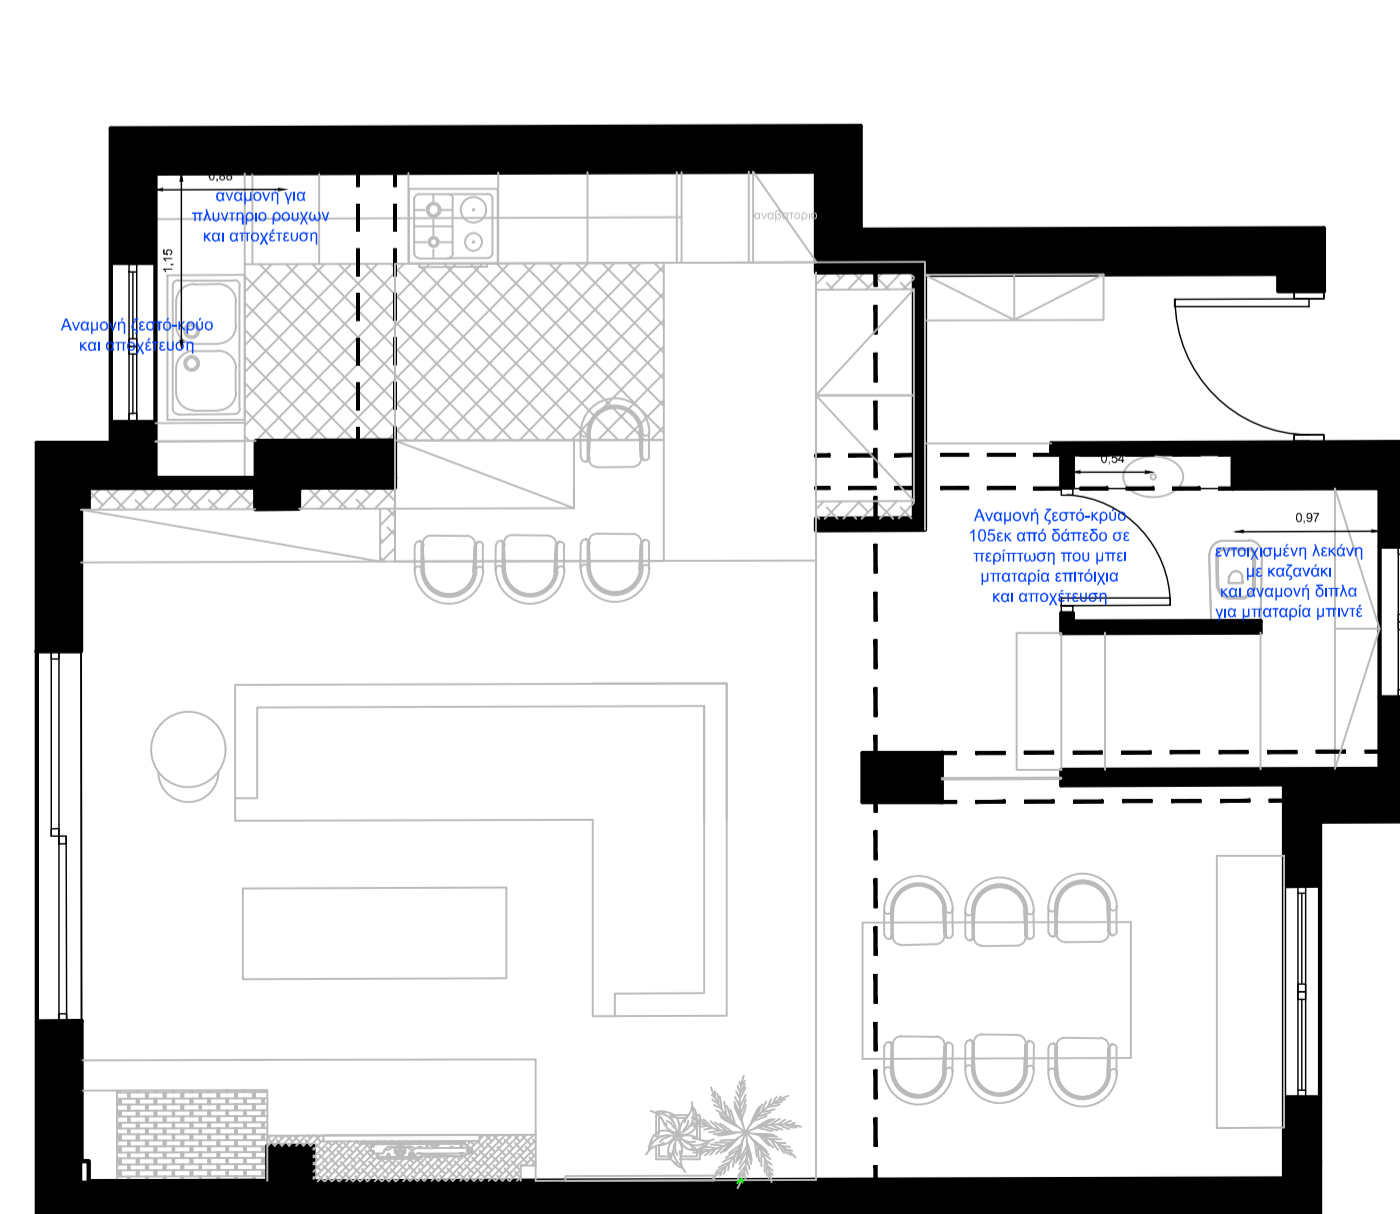 0,88
αναμονή για
πλυντηριο ρουχων
και αποχέτευση
αναβατοριο
1,15
Αναμονή ζεστό-κρύο
και αποχέτευση
0,54
Αναμονή ζεστό-κρύο
105εκ από δάπεδο σε
περίπτωση που μπει
μπαταρία επιτόιχια
και αποχέτευση
0,97
εντοιχισμένη λεκάνη
με καζανάκι
και αναμονή διπλα
για μπαταρία μπιντέ